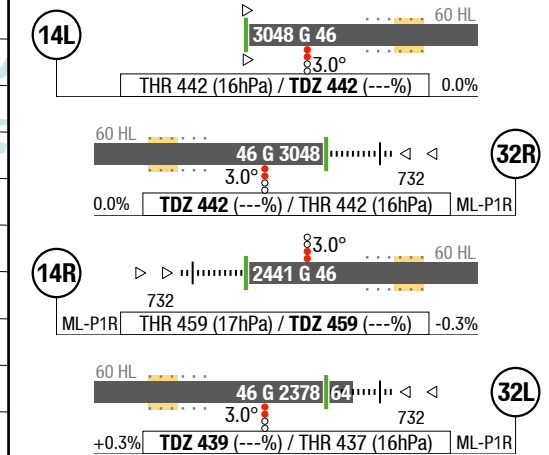 60 HL
14L
3048 G 46
3.0°
THR 442 (16hPa) / TDZ 442 (---%) 0.0%
60 HL
46 G 3048
32R
3.0°
732
0.0% TDZ 442 (---%) / THR 442 (16hPa) ML-P1R
3.0°
60 HL
14R
2441 G 46
732
ML-P1R THR 459 (17hPa) / TDZ 459 (---%) -0.3%
60 HL
46 G 2378 64
32L
3.0°
732
+0.3% TDZ 439 (---%) / THR 437 (16hPa) ML-P1R